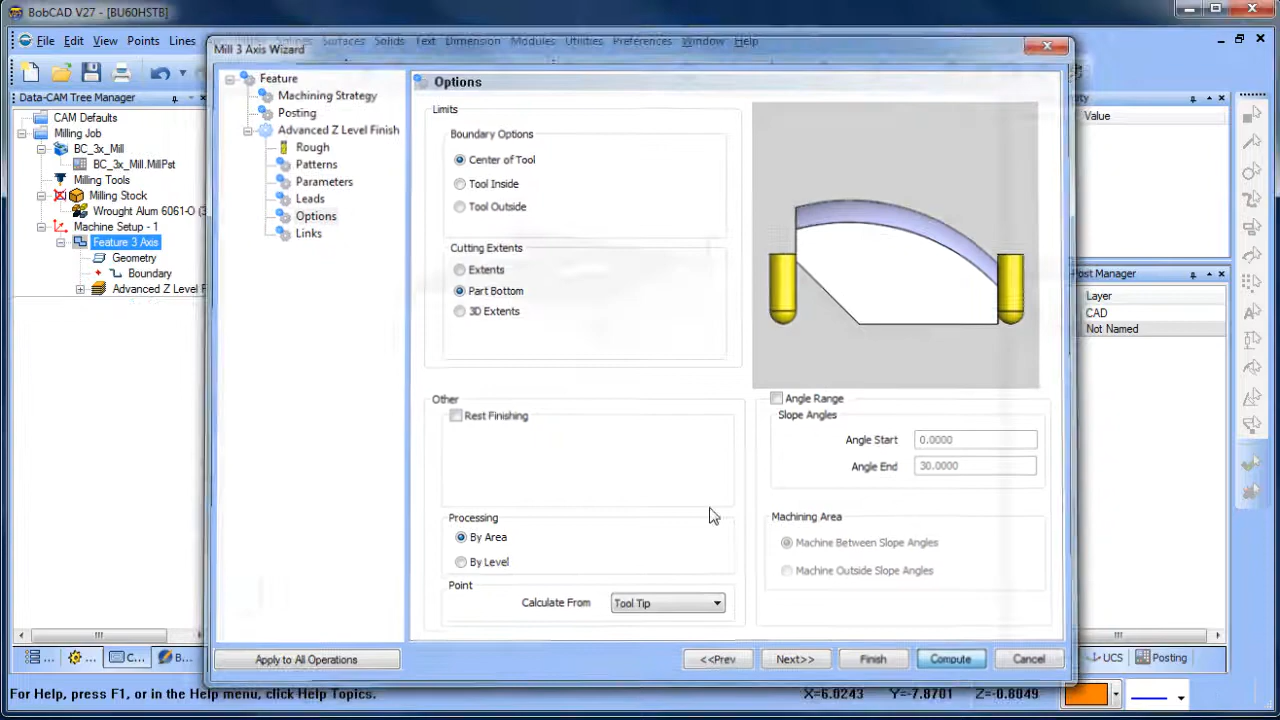 BobCAD V27 - [BU60HSTB]
File Edit View Points Lines Splines Surfaces Solids Text Dimension Modules Utilities Preferences Window Help
Mill 3 Axis Wizard
Data-CAM Tree Manager
CAM Defaults
Milling Job
BC_3x_Mill
BC_3x_Mill.MillPst
Milling Tools
Milling Stock
Wrought Alum 6061-O (3
Machine Setup - 1
Feature 3 Axis
Geometry
Boundary
Advanced Z Level F
Feature
Machining Strategy
Posting
Advanced Z Level Finish
Rough
Patterns
Parameters
Leads
Options
Links
Options
Limits
Boundary Options
Center of Tool
Tool Inside
Tool Outside
Cutting Extents
Extents
Part Bottom
3D Extents
Other
Rest Finishing
Processing
By Area
By Level
Point
Calculate From Tool Tip
Angle Range
Slope Angles
Angle Start 0.0000
Angle End 30.0000
Machining Area
Machine Between Slope Angles
Machine Outside Slope Angles
Apply to All Operations <<Prev Next>> Finish Compute Cancel
Value
Post Manager
Layer
CAD
Not Named
... ... C... B... UCS Posting
For Help, press F1, or in the Help menu, click Help Topics. X=6.0243 Y=-7.8701 Z=-0.8049